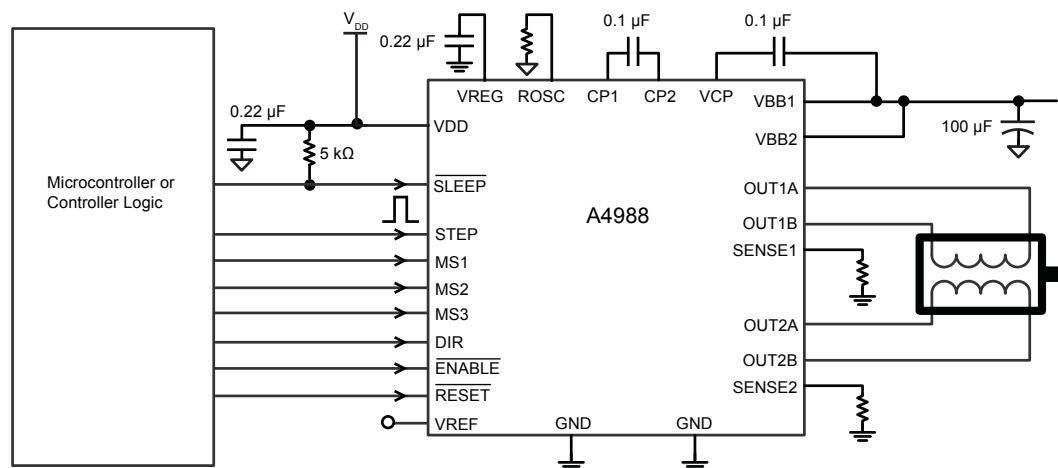 V_DD
0.22 µF
0.1 µF
0.1 µF
VREG
ROSC
CP1
CP2
VCP
VBB1
0.22 µF
VDD
VBB2
100 µF
5 kΩ
Microcontroller or
Controller Logic
SLEEP
OUT1A
A4988
OUT1B
STEP
SENSE1
MS1
MS2
MS3
OUT2A
DIR
OUT2B
ENABLE
SENSE2
RESET
VREF
GND
GND